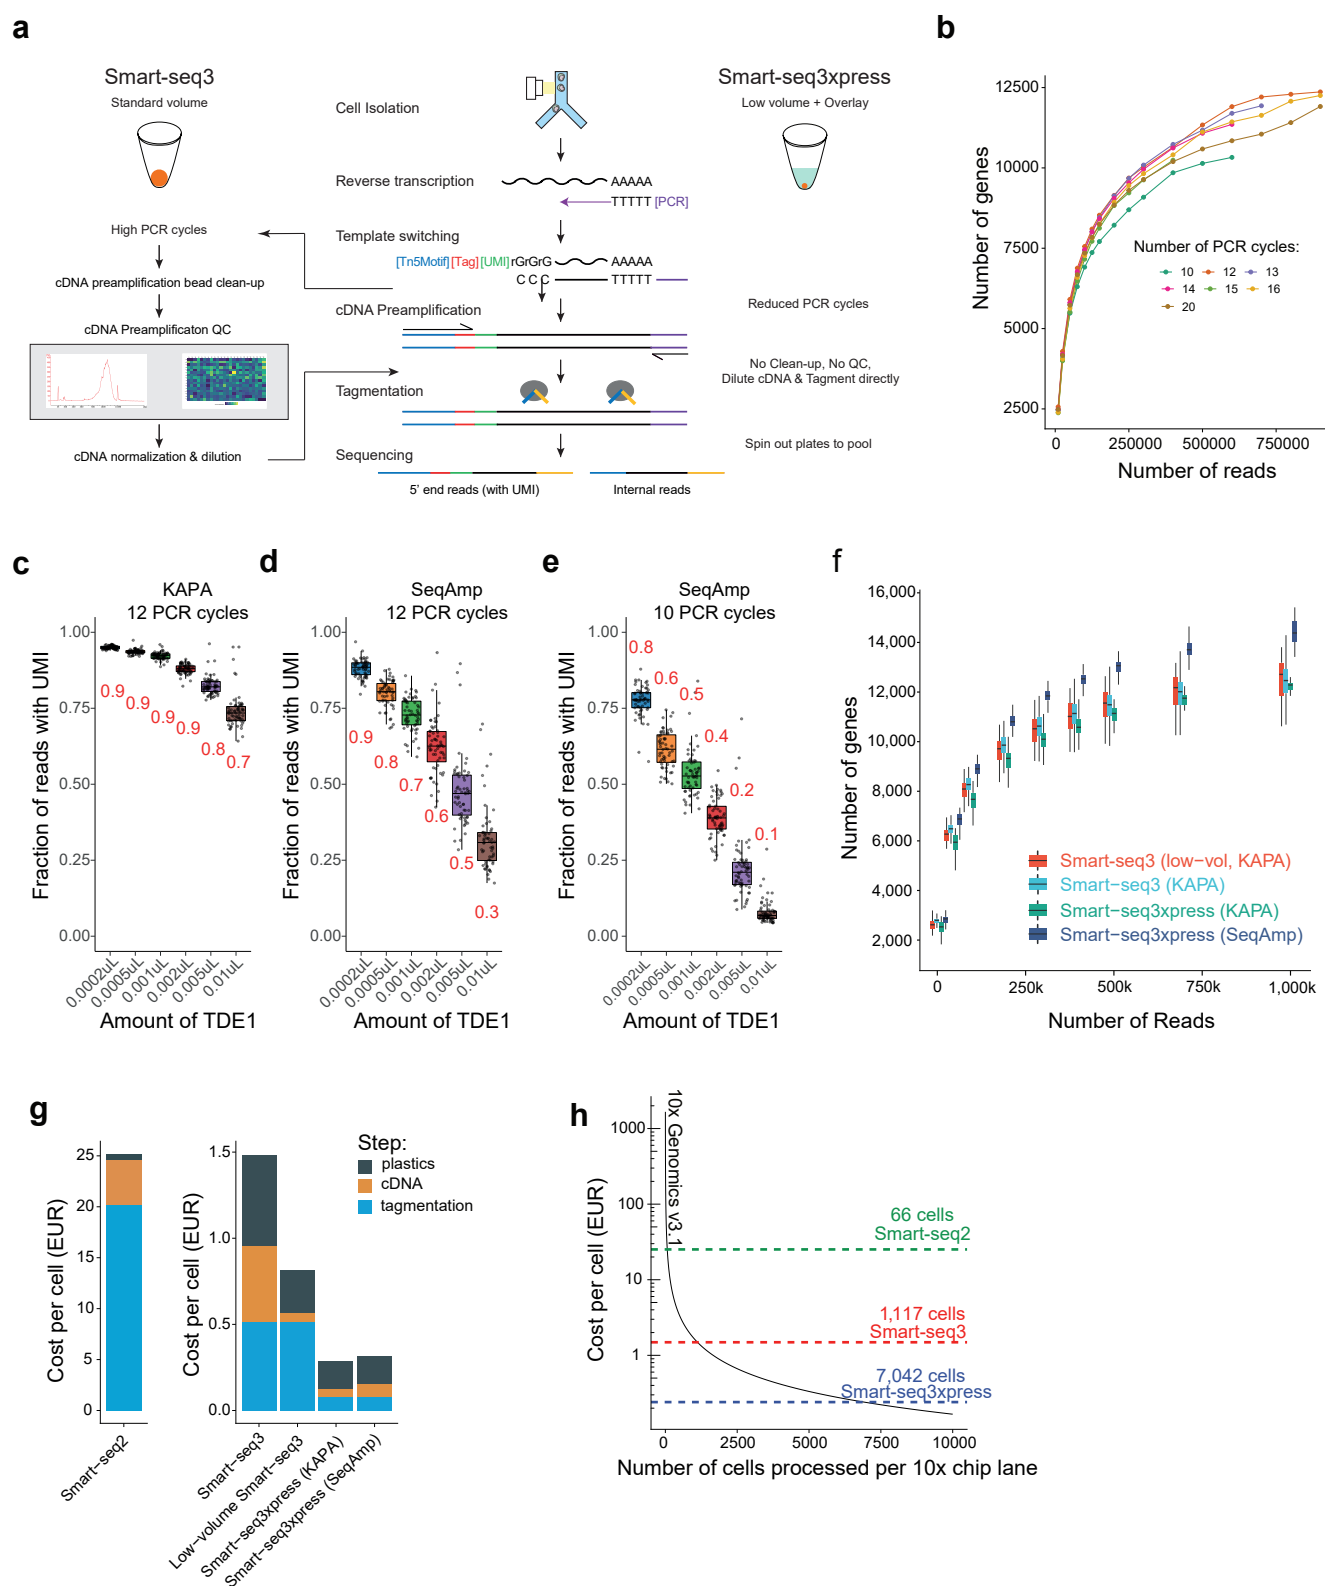 a
Smart-seq3
Standard volume
High PCR cycles
cDNA preamplification bead clean-up
cDNA Preamplificaton QC
cDNA normalization & dilution
Cell Isolation
Reverse transcription
AAAAA
TTTTT [PCR]
Template switching
[Tn5Motif] [Tag] [UMI] rGrGrG AAAAA
C C C TTTTT
cDNA Preamplification
Tagmentation
Sequencing
5' end reads (with UMI)
Internal reads
Smart-seq3xpress
Low volume + Overlay
Reduced PCR cycles
No Clean-up, No QC,
Dilute cDNA & Tagment directly
Spin out plates to pool
b
Number of genes
12500
10000
7500
5000
2500
Number of PCR cycles:
10 12 13
14 15 16
20
0 250000 500000 750000
Number of reads
c
KAPA
12 PCR cycles
Fraction of reads with UMI
1.00
0.75
0.50
0.25
0.00
0.9
0.9
0.9
0.9
0.8
0.7
0.0002uL
0.0005uL
0.001uL
0.002uL
0.005uL
0.01uL
Amount of TDE1
d
SeqAmp
12 PCR cycles
Fraction of reads with UMI
1.00
0.75
0.50
0.25
0.00
0.9
0.8
0.7
0.6
0.5
0.3
0.0002uL
0.0005uL
0.001uL
0.002uL
0.005uL
0.01uL
Amount of TDE1
e
SeqAmp
10 PCR cycles
Fraction of reads with UMI
1.00
0.75
0.50
0.25
0.00
0.8
0.6
0.5
0.4
0.2
0.1
0.0002uL
0.0005uL
0.001uL
0.002uL
0.005uL
0.01uL
Amount of TDE1
f
Number of genes
16,000
14,000
12,000
10,000
8,000
6,000
4,000
2,000
Smart-seq3 (low-vol, KAPA)
Smart-seq3 (KAPA)
Smart-seq3xpress (KAPA)
Smart-seq3xpress (SeqAmp)
0 250k 500k 750k 1,000k
Number of Reads
g
Cost per cell (EUR)
25
20
15
10
5
0
Smart-seq2
Cost per cell (EUR)
1.5
1.0
0.5
0.0
Smart-seq3
Low-volume Smart-seq3
Smart-seq3xpress (KAPA)
Smart-seq3xpress (SeqAmp)
Step:
plastics
cDNA
tagmentation
h
Cost per cell (EUR)
1000
100
10
1
10x Genomics v3.1
66 cells
Smart-seq2
1,117 cells
Smart-seq3
7,042 cells
Smart-seq3xpress
0 2500 5000 7500 10000
Number of cells processed per 10x chip lane